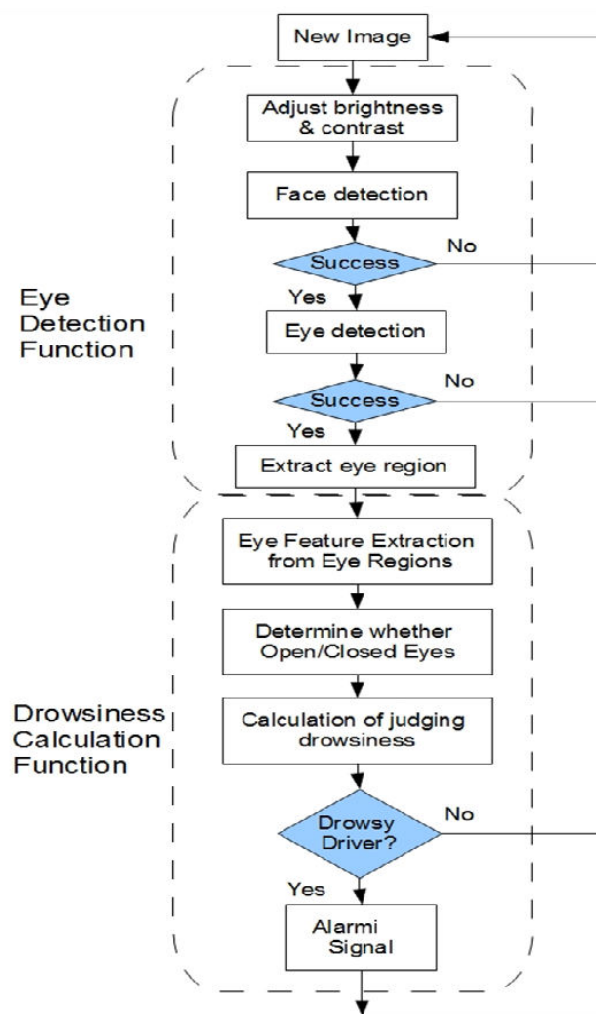 New Image
Adjust brightness
& contrast
Face detection
Success
No
Yes
Eye
Detection
Function
Eye detection
Success
No
Yes
Extract eye region
Eye Feature Extraction
from Eye Regions
Determine whether
Open/Closed Eyes
Drowsiness
Calculation
Function
Calculation of judging
drowsiness
Drowsy
Driver?
No
Yes
Alarmi
Signal